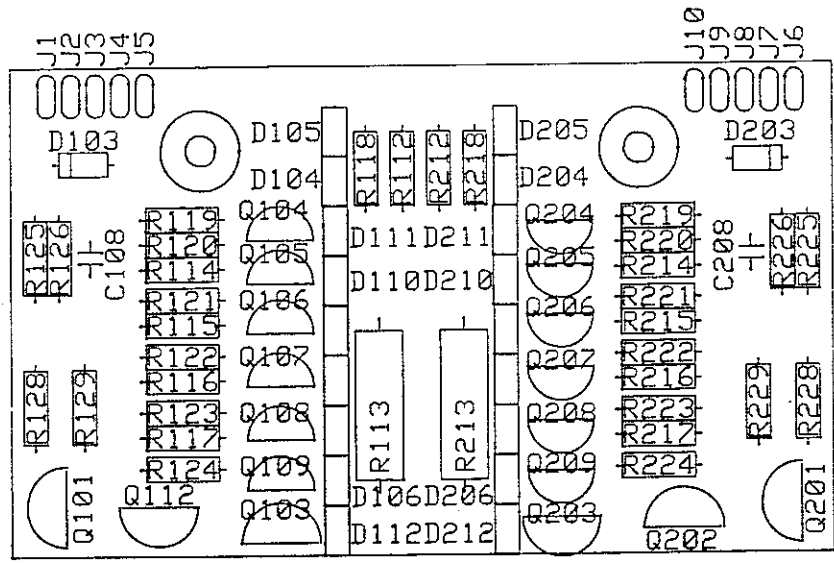 J1
J2
J3
J4
J5
J10
J9
J8
J7
J6
D103
D105
R118
R112
R212
R218
D205
D203
D104
D204
R125
R126
C108
R119
Q104
D111
D211
Q204
R219
C208
R226
R225
R120
Q105
Q205
R220
R114
D110
D210
R214
R121
Q106
Q206
R221
R115
R215
R122
Q107
Q207
R222
R116
R216
R128
R129
R123
Q108
R113
R213
Q208
R223
R229
R228
R117
R217
R124
Q109
Q209
R224
Q101
Q112
Q103
D106
D206
Q203
Q202
Q201
D112
D212